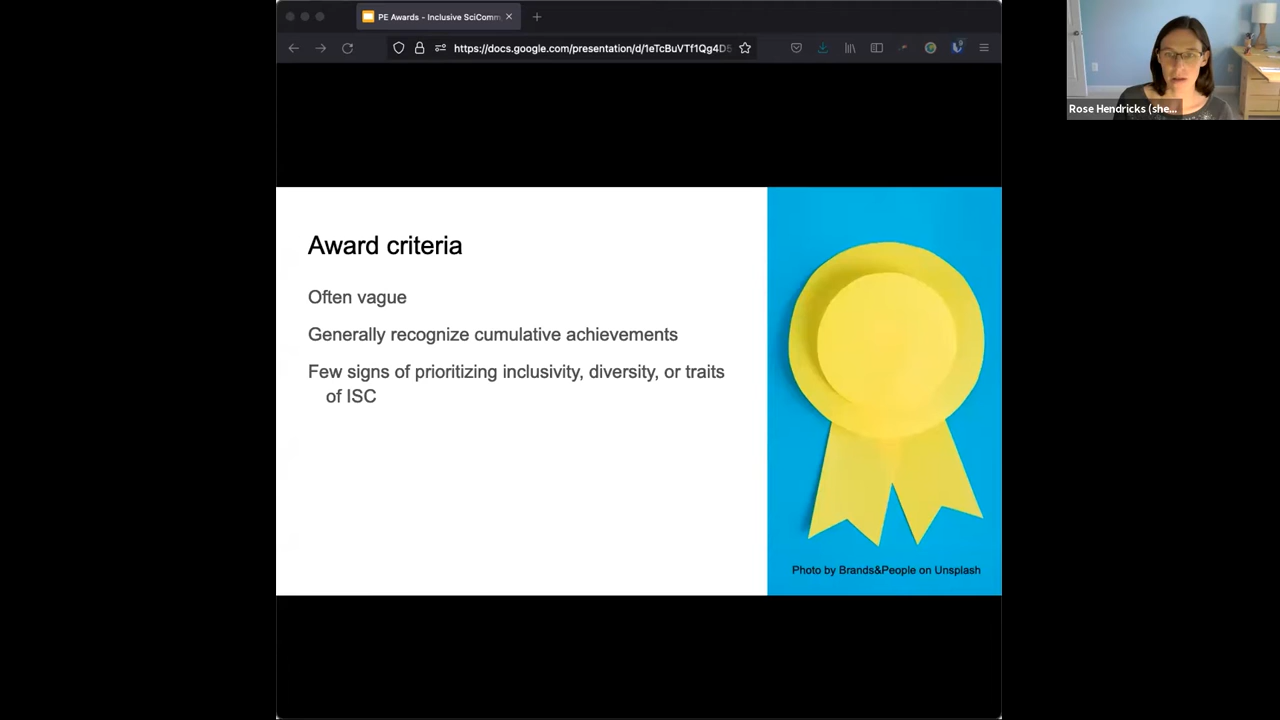 PE Awards - Inclusive SciComm
https://docs.google.com/presentation/d/1eTcBuVTf1Qg4D5
Rose Hendricks (she...
Award criteria
Often vague
Generally recognize cumulative achievements
Few signs of prioritizing inclusivity, diversity, or traits
of ISC
Photo by Brands&People on Unsplash